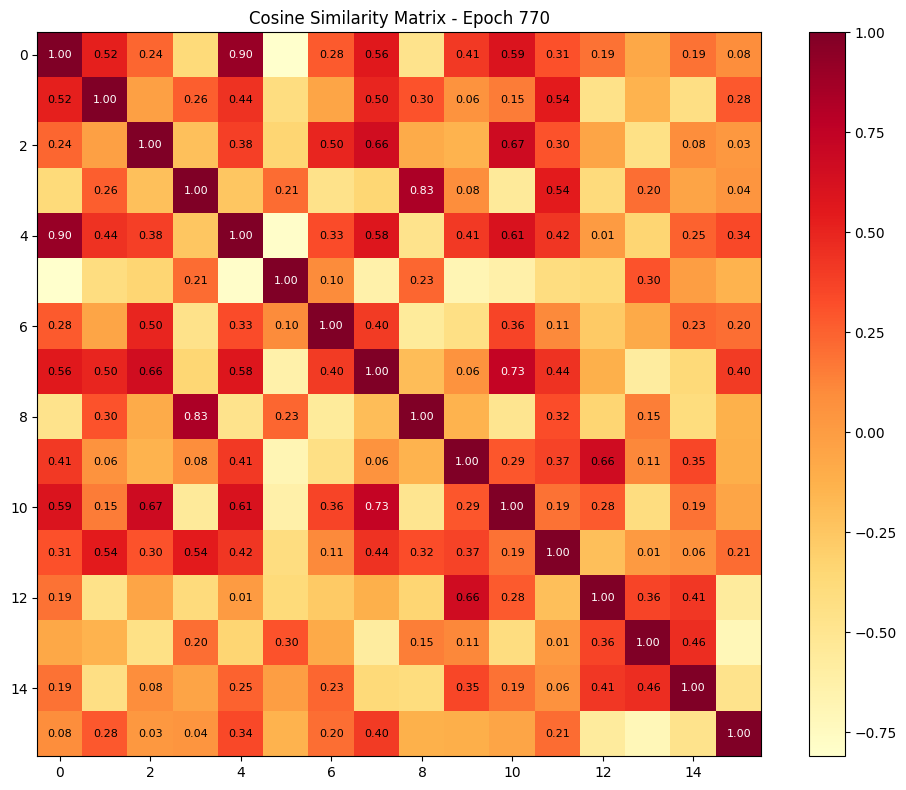 Cosine Similarity Matrix - Epoch 770
0 1.00 0.52 0.24 0.90 0.28 0.56 0.41 0.59 0.31 0.19 0.19 0.08
0.52 1.00 0.26 0.44 0.50 0.30 0.06 0.15 0.54 0.28
2 0.24 1.00 0.38 0.50 0.66 0.67 0.30 0.08 0.03
0.26 1.00 0.21 0.83 0.08 0.54 0.20 0.04
4 0.90 0.44 0.38 1.00 0.33 0.58 0.41 0.61 0.42 0.01 0.25 0.34
0.21 1.00 0.10 0.23 0.30
6 0.28 0.50 0.33 0.10 1.00 0.40 0.36 0.11 0.23 0.20
0.56 0.50 0.66 0.58 0.40 1.00 0.06 0.73 0.44 0.40
8 0.30 0.83 0.23 1.00 0.32 0.15
0.41 0.06 0.08 0.41 0.06 1.00 0.29 0.37 0.66 0.11 0.35
10 0.59 0.15 0.67 0.61 0.36 0.73 0.29 1.00 0.19 0.28 0.19
0.31 0.54 0.30 0.54 0.42 0.11 0.44 0.32 0.37 0.19 1.00 0.01 0.06 0.21
12 0.19 0.01 0.66 0.28 1.00 0.36 0.41
0.20 0.30 0.15 0.11 0.01 0.36 1.00 0.46
14 0.19 0.08 0.25 0.23 0.35 0.19 0.06 0.41 0.46 1.00
0.08 0.28 0.03 0.04 0.34 0.20 0.40 0.21 1.00
0 2 4 6 8 10 12 14
1.00
0.75
0.50
0.25
0.00
−0.25
−0.50
−0.75